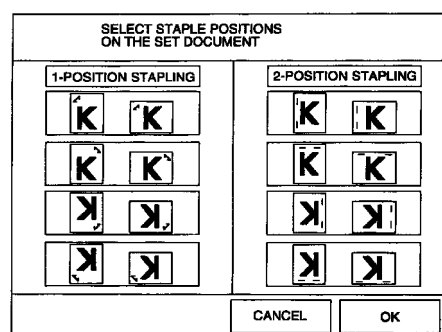 SELECT STAPLE POSITIONS
ON THE SET DOCUMENT
1-POSITION STAPLING
2-POSITION STAPLING
K K K K
K K K K
K K K K
K K K K
CANCEL OK